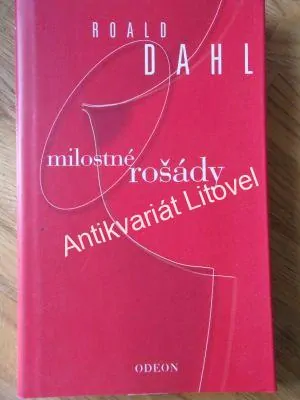 ROALD
DAHL
milostné
rošády
Antikvariát Litovel
ODEON